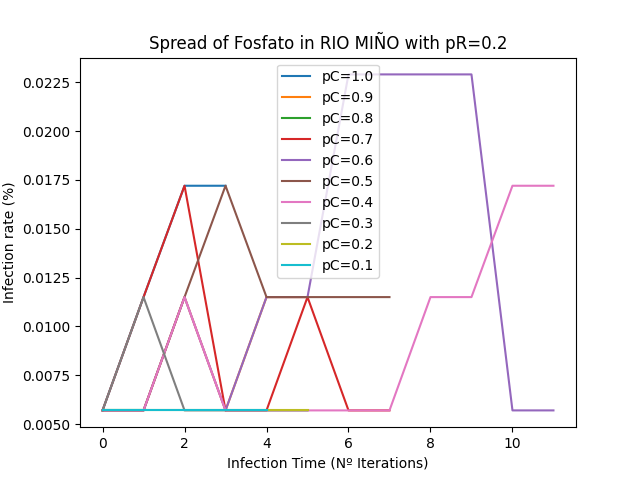 Spread of Fosfato in RIO MIÑO with pR=0.2
Infection rate (%)
0.0225
0.0200
0.0175
0.0150
0.0125
0.0100
0.0075
0.0050
pC=1.0
pC=0.9
pC=0.8
pC=0.7
pC=0.6
pC=0.5
pC=0.4
pC=0.3
pC=0.2
pC=0.1
0 2 4 6 8 10
Infection Time (Nº Iterations)